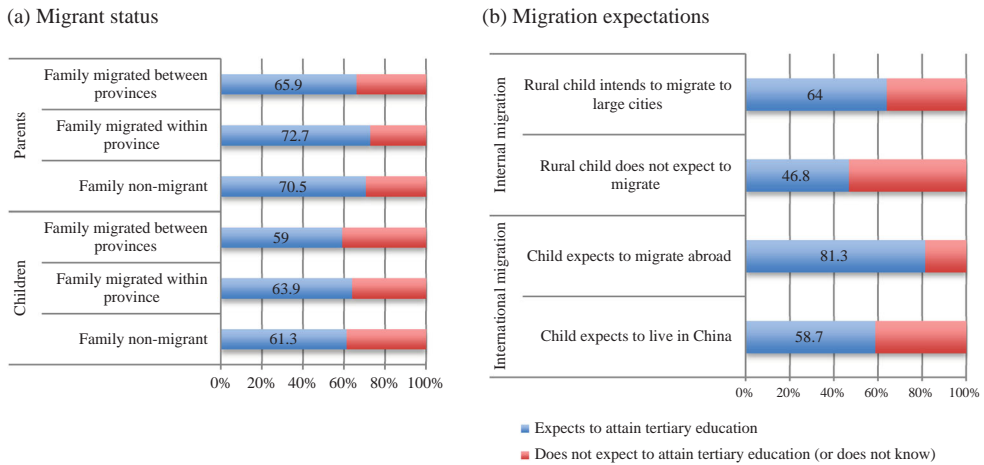 (a) Migrant status
Parents
Family migrated between
provinces
65.9
Family migrated within
province
72.7
Family non-migrant
70.5
Children
Family migrated between
provinces
59
Family migrated within
province
63.9
Family non-migrant
61.3
0% 20% 40% 60% 80% 100%
(b) Migration expectations
Internal migration
Rural child intends to migrate to
large cities
64
Rural child does not expect to
migrate
46.8
International migration
Child expects to migrate abroad
81.3
Child expects to live in China
58.7
0% 20% 40% 60% 80% 100%
Expects to attain tertiary education
Does not expect to attain tertiary education (or does not know)